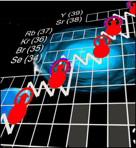 Y (39)
Sr (38)
Rb (37)
Kr (36)
Br (35)
Se (34)